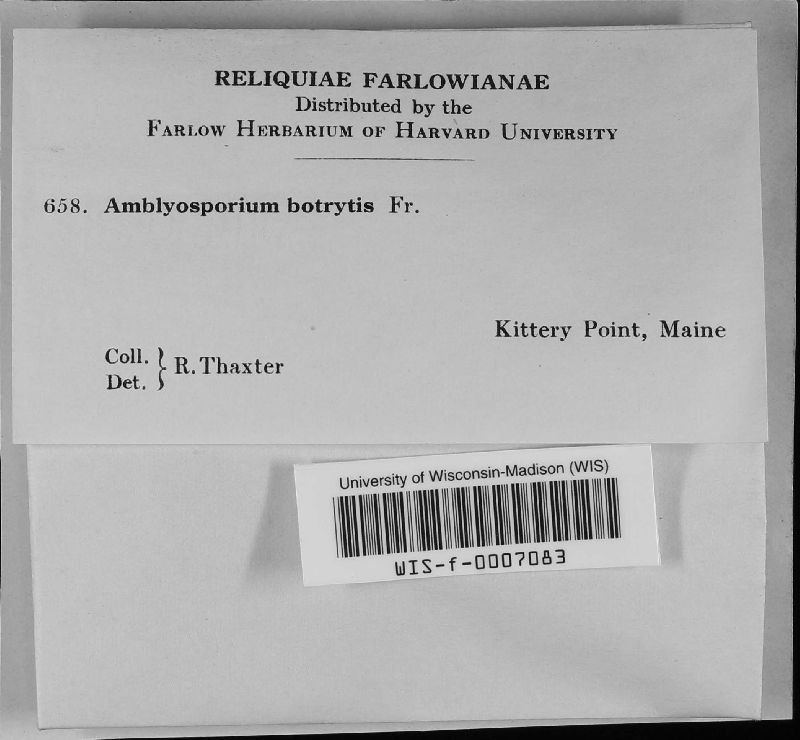 RELIQUIAE FARLOWIANAE
Distributed by the
FARLOW HERBARIUM OF HARVARD UNIVERSITY
658. Amblyosporium botrytis Fr.
Kittery Point, Maine
Coll.
Det. } R. Thaxter
University of Wisconsin-Madison (WIS)
WIS-f-0007083